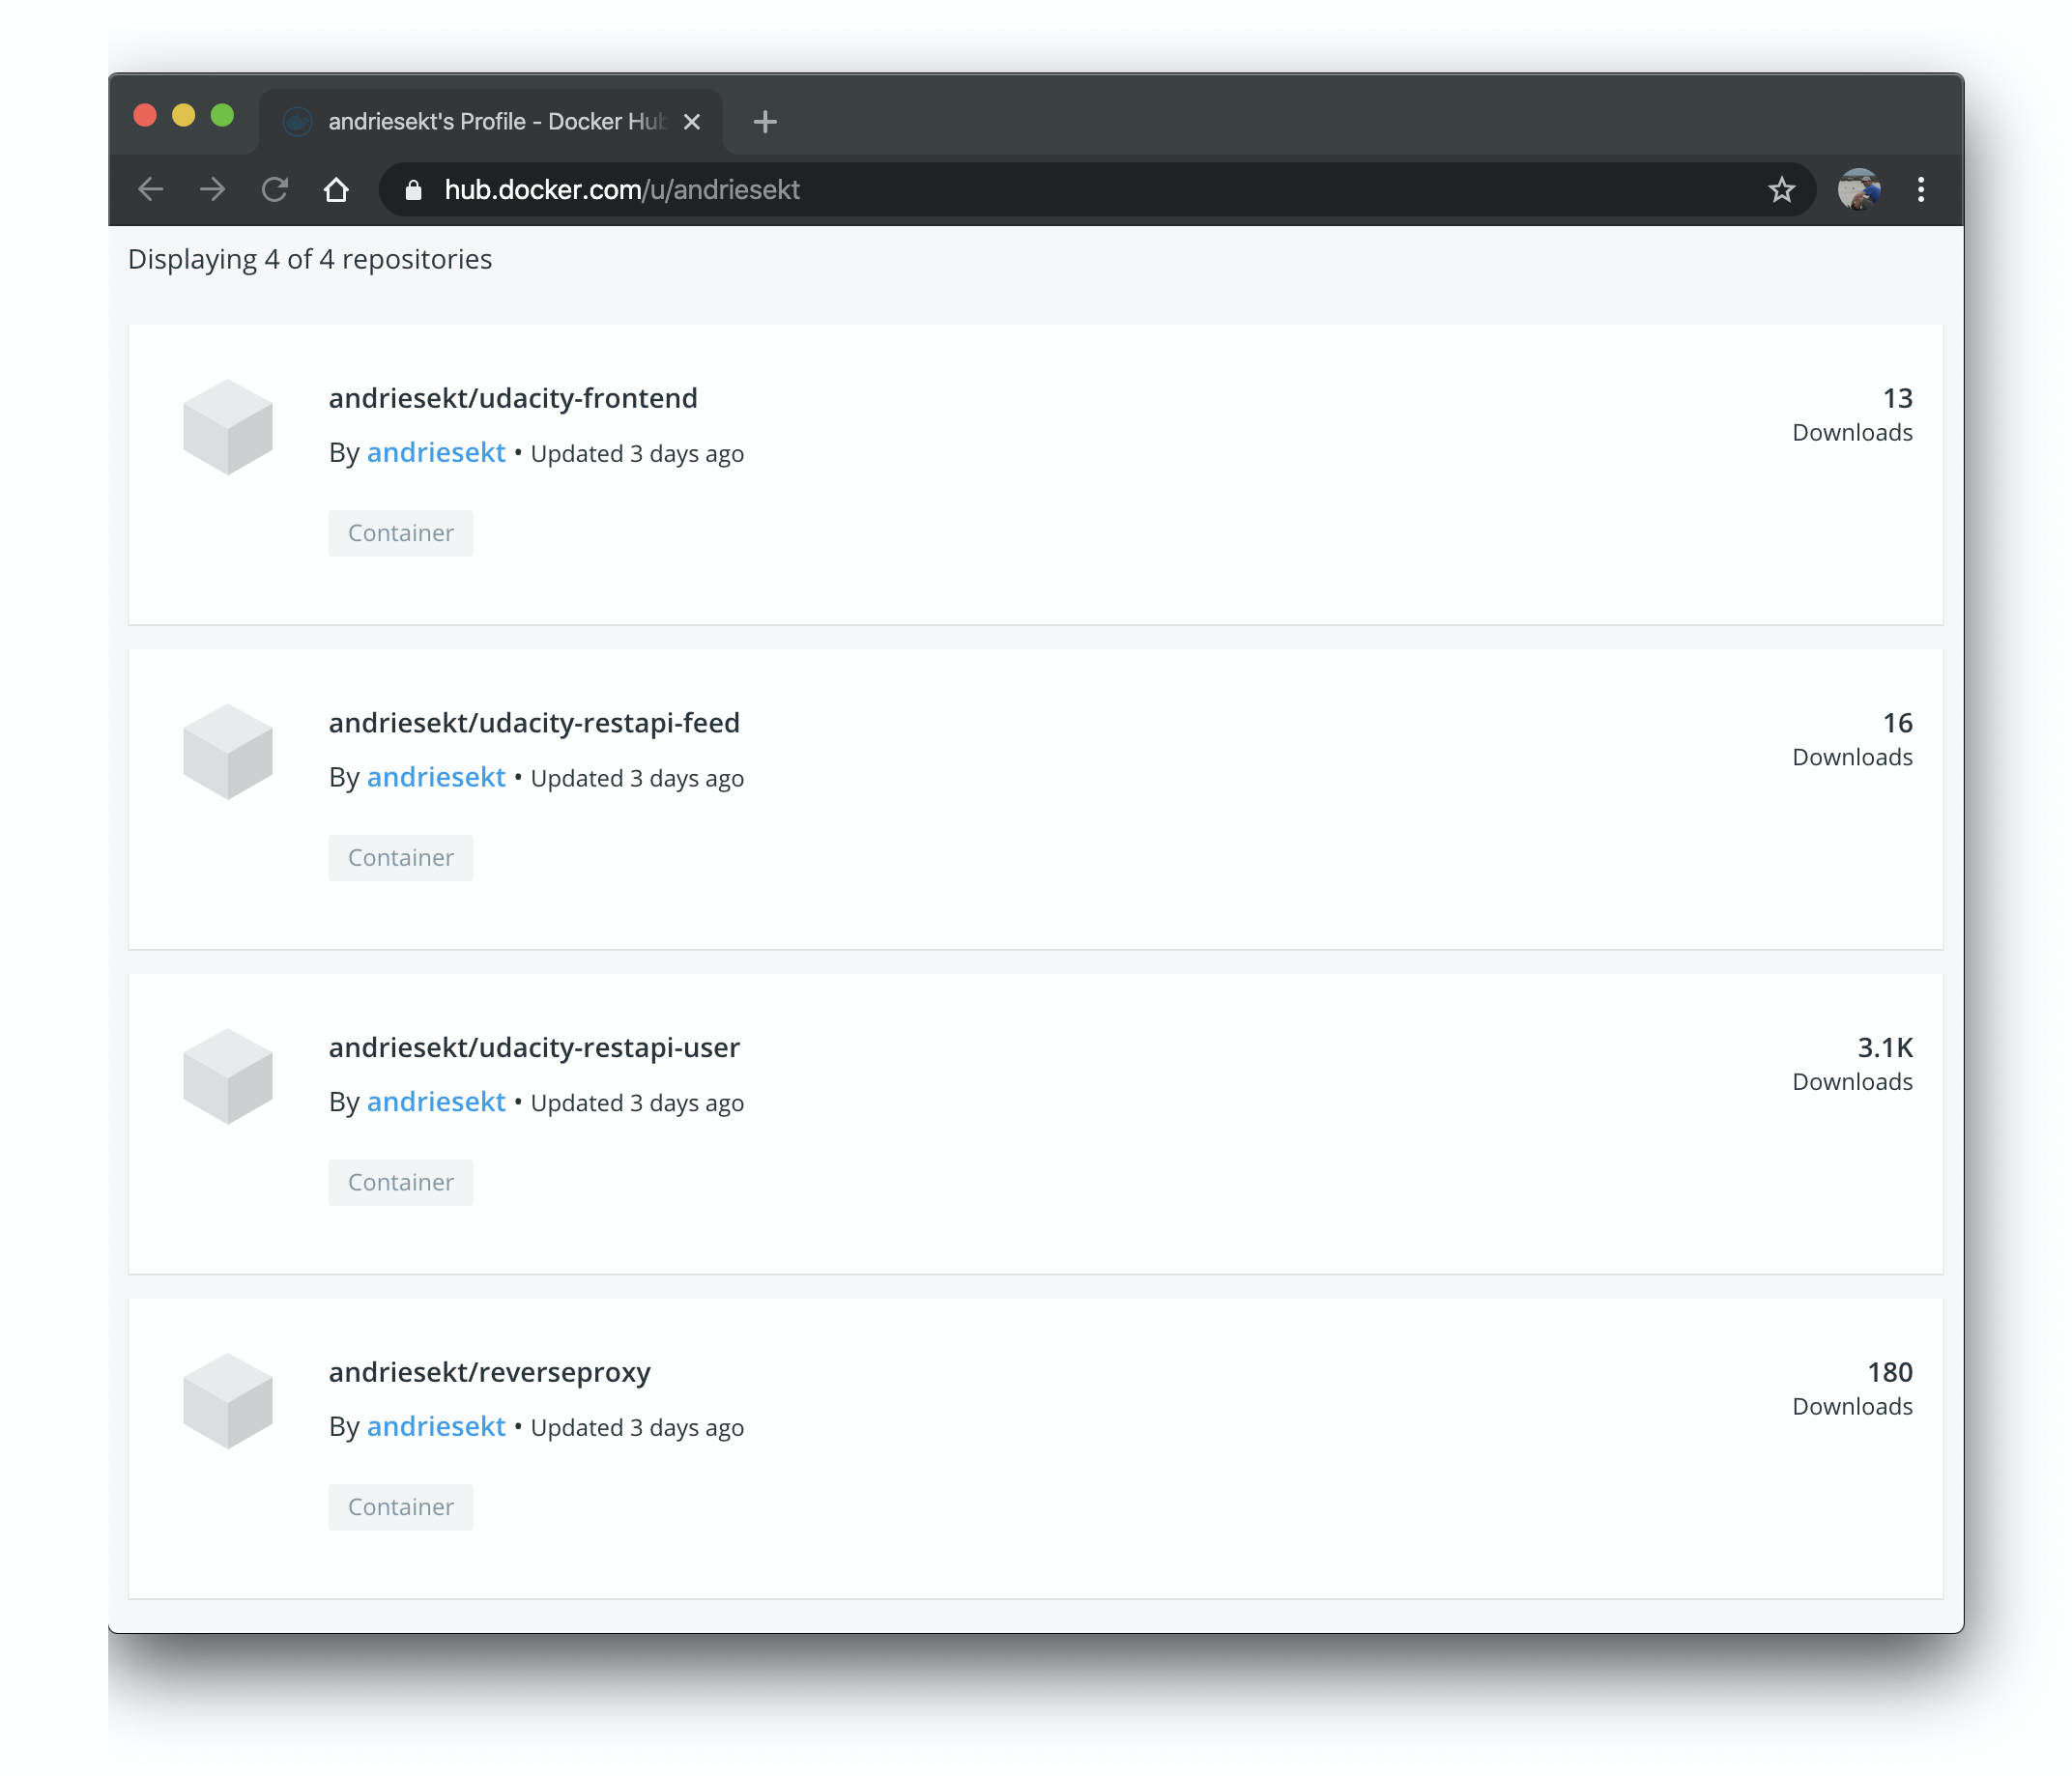 andriesekt's Profile - Docker Hub
hub.docker.com/u/andriesekt
Displaying 4 of 4 repositories
andriesekt/udacity-frontend
13
By andriesekt • Updated 3 days ago
Downloads
Container
andriesekt/udacity-restapi-feed
16
By andriesekt • Updated 3 days ago
Downloads
Container
andriesekt/udacity-restapi-user
3.1K
By andriesekt • Updated 3 days ago
Downloads
Container
andriesekt/reverseproxy
180
By andriesekt • Updated 3 days ago
Downloads
Container